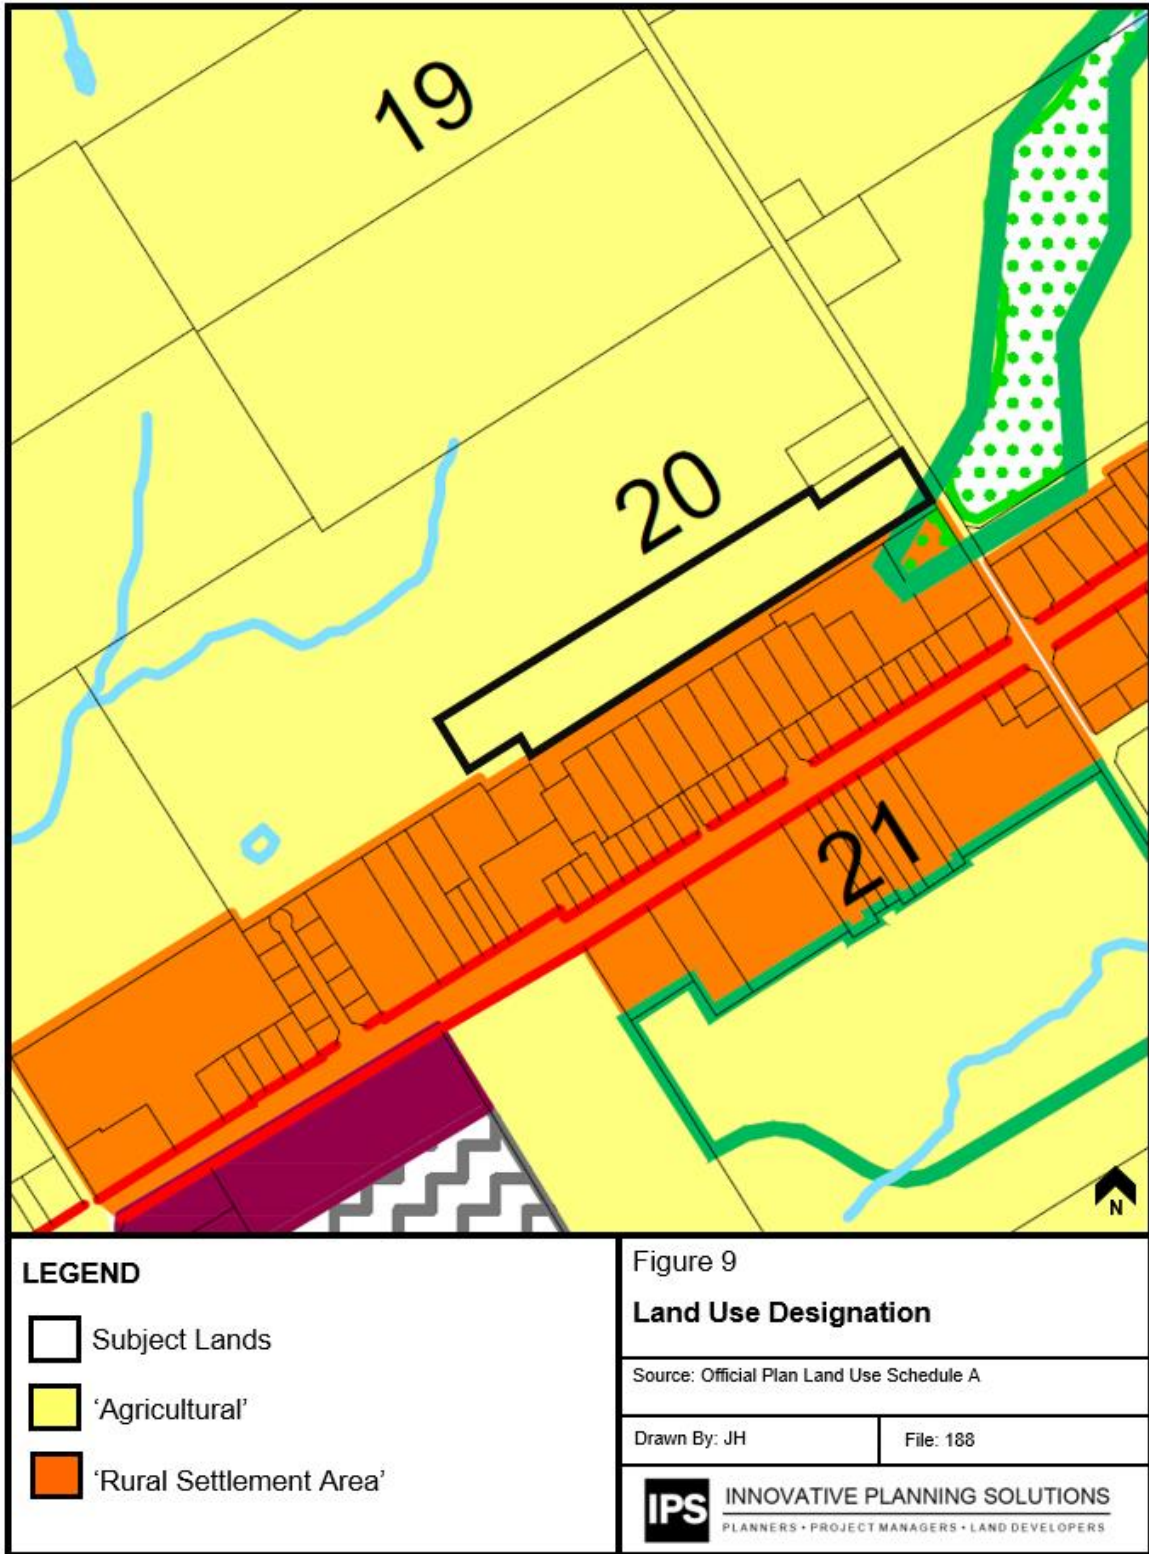 19
20
21
N
LEGEND
Subject Lands
'Agricultural'
'Rural Settlement Area'
Figure 9
Land Use Designation
Source: Official Plan Land Use Schedule A
Drawn By: JH
File: 188
IPS
INNOVATIVE PLANNING SOLUTIONS
PLANNERS • PROJECT MANAGERS • LAND DEVELOPERS